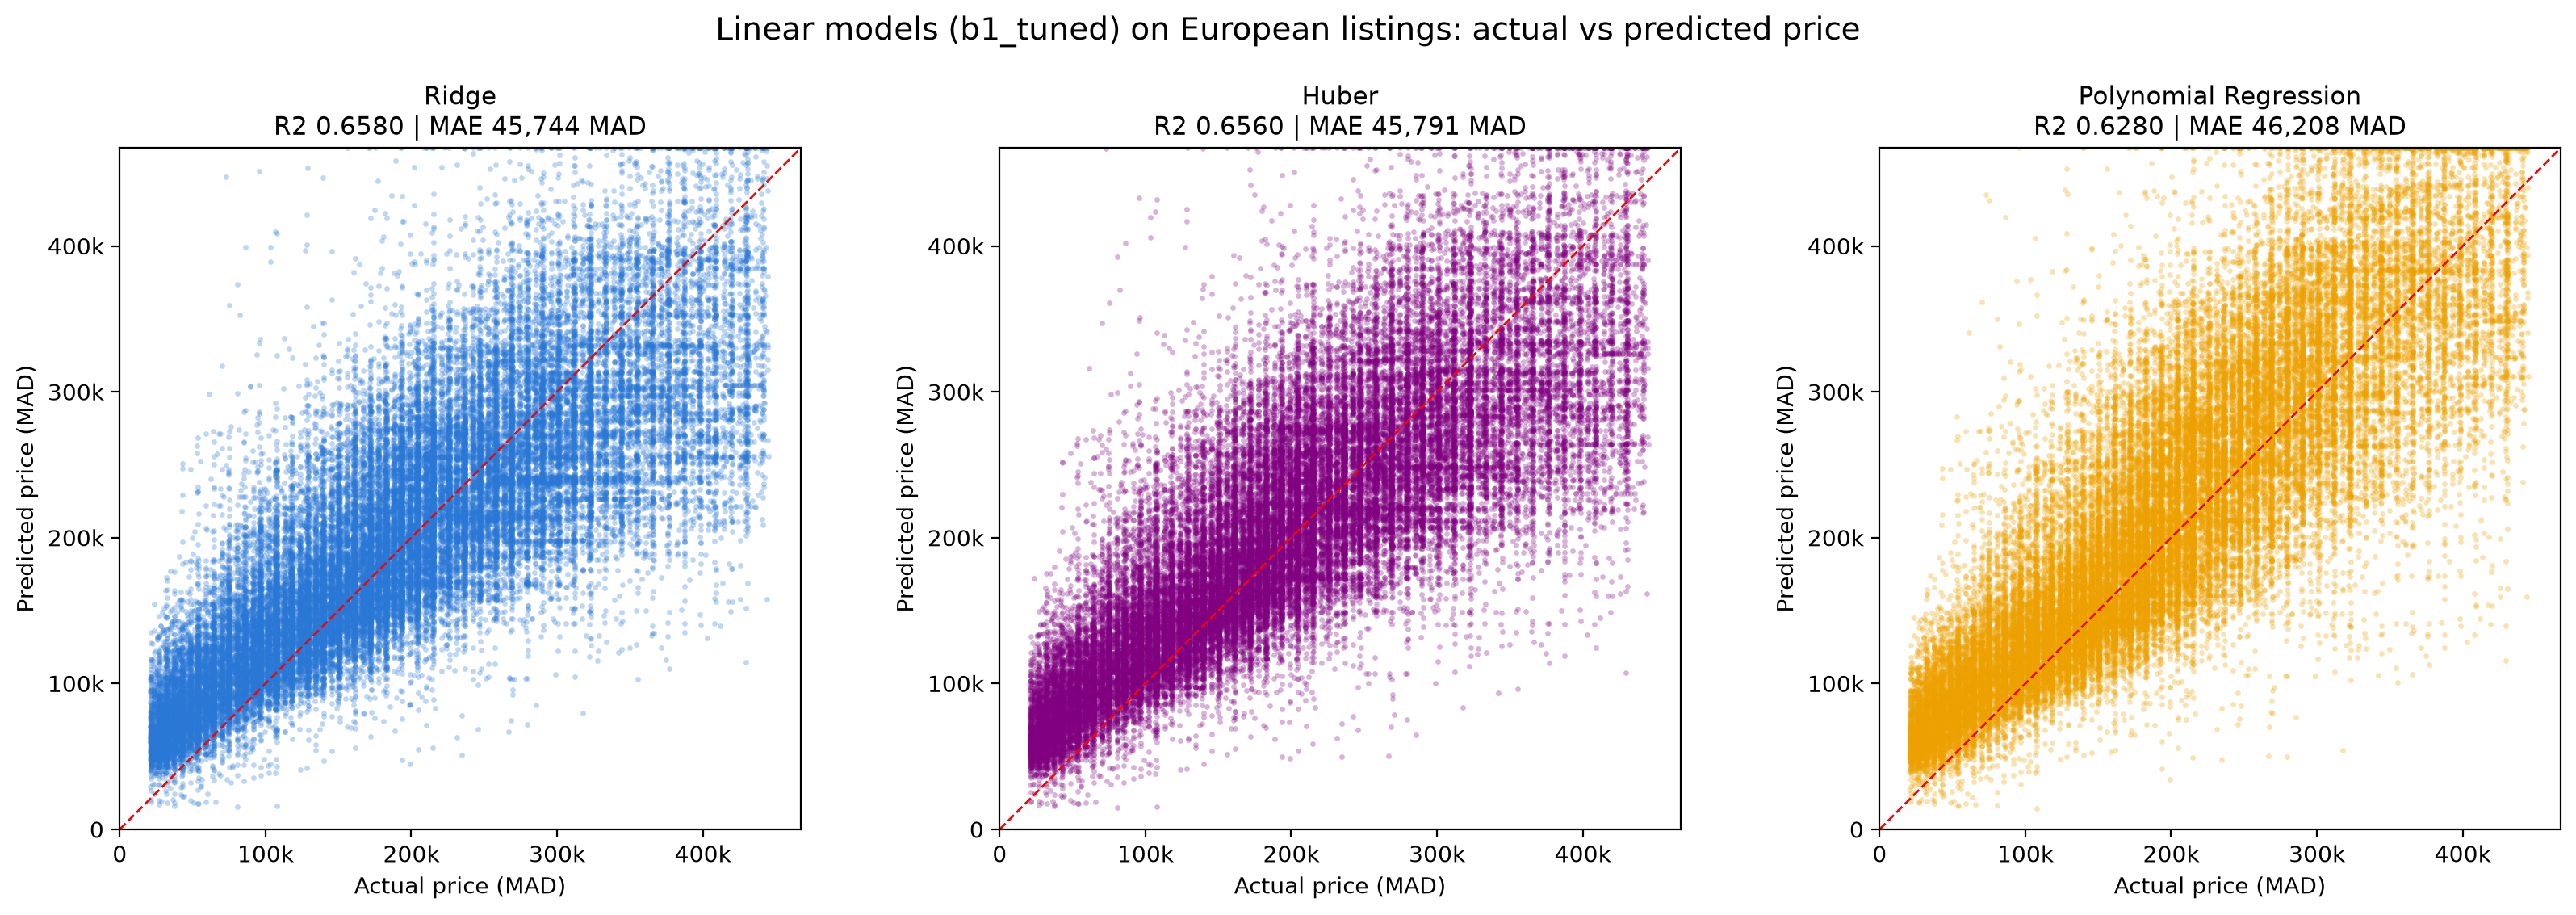 Linear models (b1_tuned) on European listings: actual vs predicted price
Ridge
R2 0.6580 | MAE 45,744 MAD
Predicted price (MAD)
400k
300k
200k
100k
0
0 100k 200k 300k 400k
Actual price (MAD)
Huber
R2 0.6560 | MAE 45,791 MAD
Predicted price (MAD)
400k
300k
200k
100k
0
0 100k 200k 300k 400k
Actual price (MAD)
Polynomial Regression
R2 0.6280 | MAE 46,208 MAD
Predicted price (MAD)
400k
300k
200k
100k
0
0 100k 200k 300k 400k
Actual price (MAD)